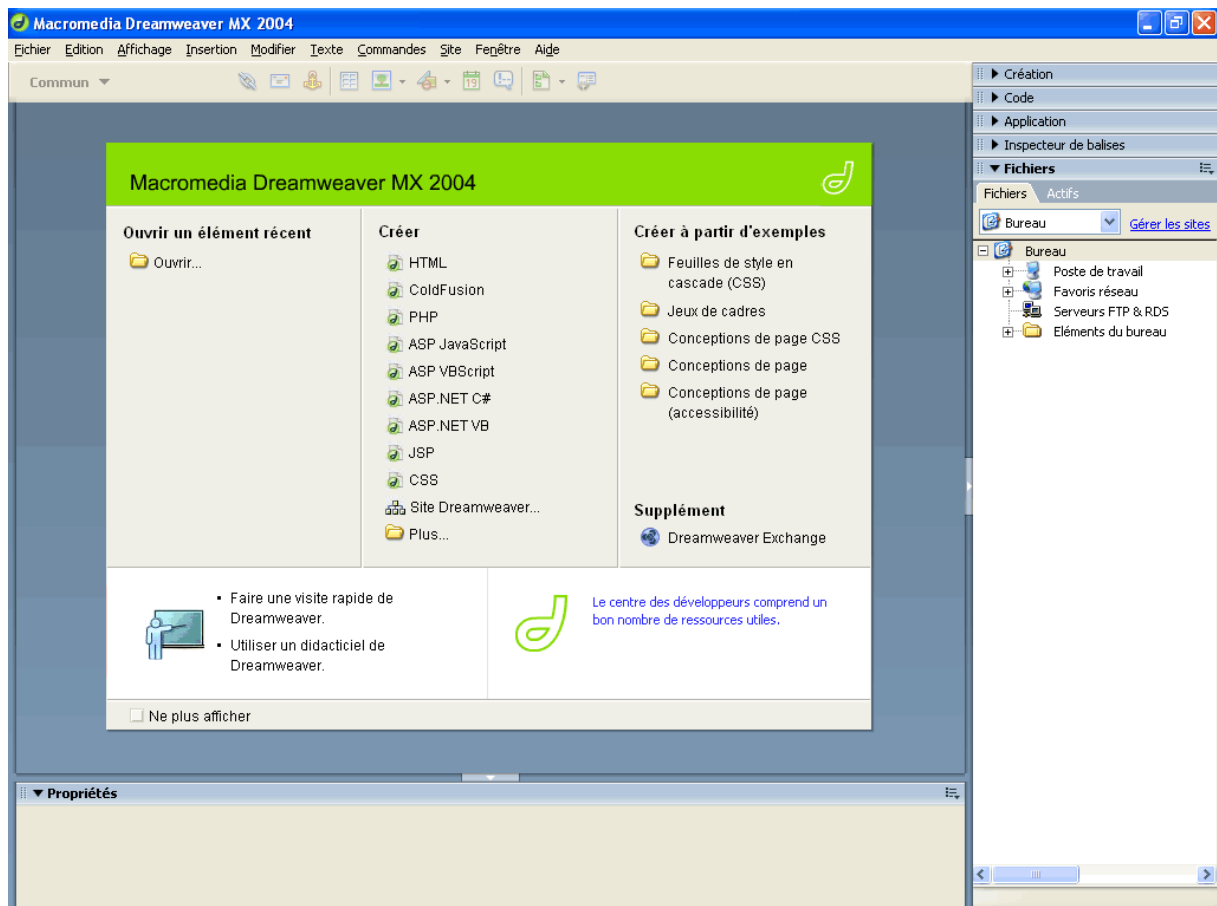 Macromedia Dreamweaver MX 2004
Fichier Edition Affichage Insertion Modifier Texte Commandes Site Fenêtre Aide
Commun
19
Macromedia Dreamweaver MX 2004
Ouvrir un élément récent
Ouvrir...
Créer
HTML
ColdFusion
PHP
ASP JavaScript
ASP VBScript
ASP.NET C#
ASP.NET VB
JSP
CSS
Site Dreamweaver...
Plus...
Créer à partir d'exemples
Feuilles de style en
cascade (CSS)
Jeux de cadres
Conceptions de page CSS
Conceptions de page
Conceptions de page
(accessibilité)
Supplément
Dreamweaver Exchange
• Faire une visite rapide de
Dreamweaver.
• Utiliser un didacticiel de
Dreamweaver.
Le centre des développeurs comprend un
bon nombre de ressources utiles.
Ne plus afficher
Propriétés
Création
Code
Application
Inspecteur de balises
Fichiers
Fichiers Actifs
Bureau Gérer les sites
Bureau
Poste de travail
Favoris réseau
Serveurs FTP & RDS
Eléments du bureau